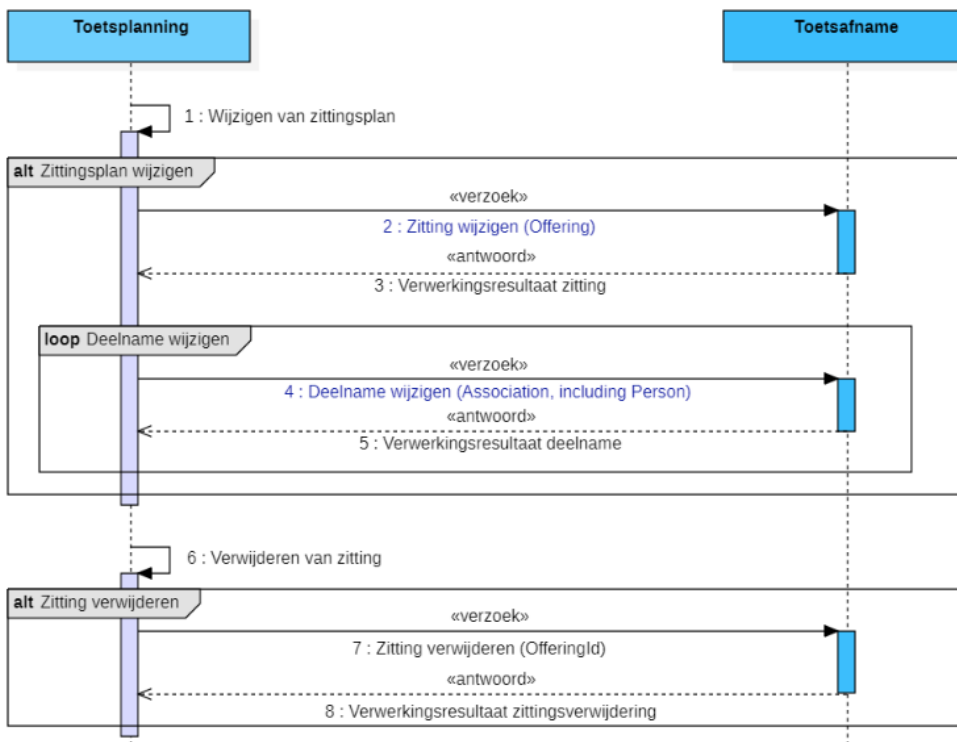 Toetsplanning
Toetsafname
1 : Wijzigen van zittingsplan
alt Zittingsplan wijzigen
«verzoek»
2 : Zitting wijzigen (Offering)
«antwoord»
3 : Verwerkingsresultaat zitting
loop Deelname wijzigen
«verzoek»
4 : Deelname wijzigen (Association, including Person)
«antwoord»
5 : Verwerkingsresultaat deelname
6 : Verwijderen van zitting
alt Zitting verwijderen
«verzoek»
7 : Zitting verwijderen (OfferingId)
«antwoord»
8 : Verwerkingsresultaat zittingsverwijdering